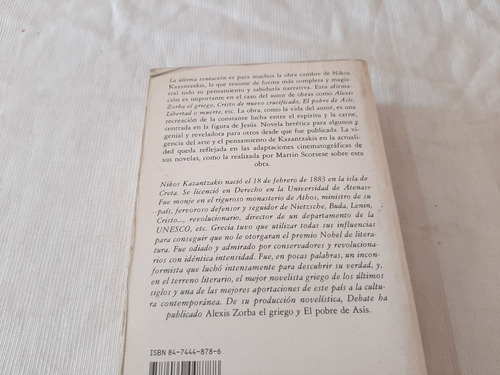 La última tentación es para muchos la obra cumbre de Nikos
Kazantzakis, la que resume de forma más completa y magis-
tral todo su pensamiento y sabiduría narrativa. Esta afirma-
ción es importante en el caso del autor de obras como Alexis
Zorba el griego, Cristo de nuevo crucificado, El pobre de Asís,
Libertad o muerte, etc. La obra, como la vida del autor, es una
recreación de la constante lucha entre el espíritu y la carne,
centrada en la figura de Jesús. Novela herética para algunos y
genial y reveladora para otros desde que fue publicada. La vi-
gencia del arte y el pensamiento de Kazantzakis en la actuali-
dad queda reflejada en las adaptaciones cinematográficas de
sus novelas, como la realizada por Martin Scorsese sobre esta
obra.
Nikos Kazantzakis nació el 18 de febrero de 1883 en la isla de
Creta. Se licenció en Derecho en la Universidad de Atenas.
Fue monje en el riguroso monasterio de Athos, ministro de su
país, fervoroso defensor y seguidor de Nietzsche, Buda, Lenin,
Cristo..., revolucionario, director de un departamento de la
UNESCO, etc. Grecia tuvo que utilizar todas sus influencias
para conseguir que no le otorgaran el premio Nobel de litera-
tura. Fue odiado y admirado por conservadores y revolucio-
narios con idéntica intensidad. Fue, en pocas palabras, un incon-
formista que luchó intensamente para descubrir su verdad, y,
en el terreno literario, el mejor novelista griego de los últimos
siglos y una de las mejores aportaciones de este país a la cultu-
ra contemporánea. De su producción novelística, Debate ha
publicado Alexis Zorba el griego y El pobre de Asís.
ISBN 84-7444-878-6